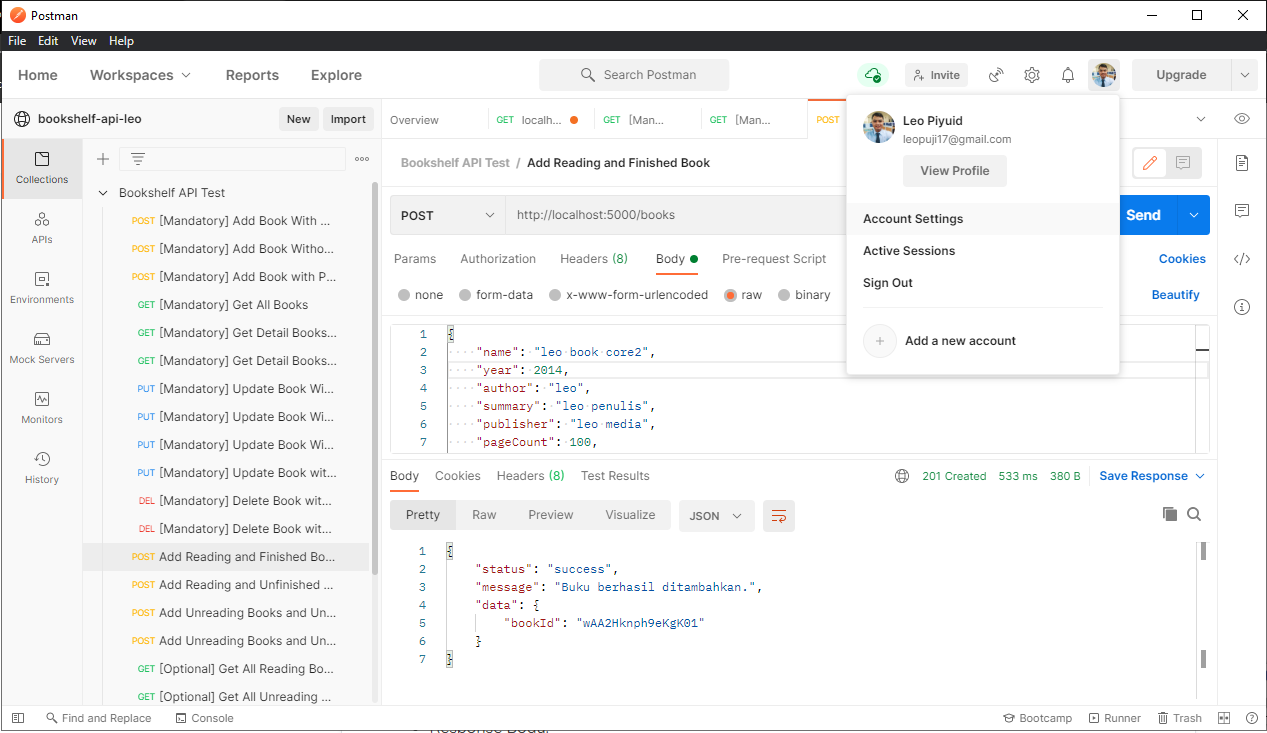 Postman
File Edit View Help
Home Workspaces Reports Explore Search Postman Invite Upgrade
bookshelf-api-leo New Import
Overview GET localh... GET [Man... GET [Man... POST
Collections
APIs
Environments
Mock Servers
Monitors
History
Bookshelf API Test
POST [Mandatory] Add Book With ...
POST [Mandatory] Add Book Witho...
POST [Mandatory] Add Book with P...
GET [Mandatory] Get All Books
GET [Mandatory] Get Detail Books...
GET [Mandatory] Get Detail Books...
PUT [Mandatory] Update Book Wi...
PUT [Mandatory] Update Book Wi...
PUT [Mandatory] Update Book Wi...
PUT [Mandatory] Update Book wit...
DEL [Mandatory] Delete Book wit...
DEL [Mandatory] Delete Book wit...
POST Add Reading and Finished Bo...
POST Add Reading and Unfinished ...
POST Add Unreading Books and Un...
POST Add Unreading Books and Un...
GET [Optional] Get All Reading Bo...
GET [Optional] Get All Unreading ...
Bookshelf API Test / Add Reading and Finished Book
POST http://localhost:5000/books Send
Params Authorization Headers (8) Body Pre-request Script Cookies
none form-data x-www-form-urlencoded raw binary Beautify
1 {
2 "name": "leo book core2",
3 "year": 2014,
4 "author": "leo",
5 "summary": "leo penulis",
6 "publisher": "leo media",
7 "pageCount": 100,
Leo Piyuid
leopuji17@gmail.com
View Profile
Account Settings
Active Sessions
Sign Out
+ Add a new account
Body Cookies Headers (8) Test Results 201 Created 533 ms 380 B Save Response
Pretty Raw Preview Visualize JSON
1 {
2 "status": "success",
3 "message": "Buku berhasil ditambahkan.",
4 "data": {
5 "bookId": "wAA2Hknph9eKgK01"
6 }
7 }
Find and Replace Console Bootcamp Runner Trash